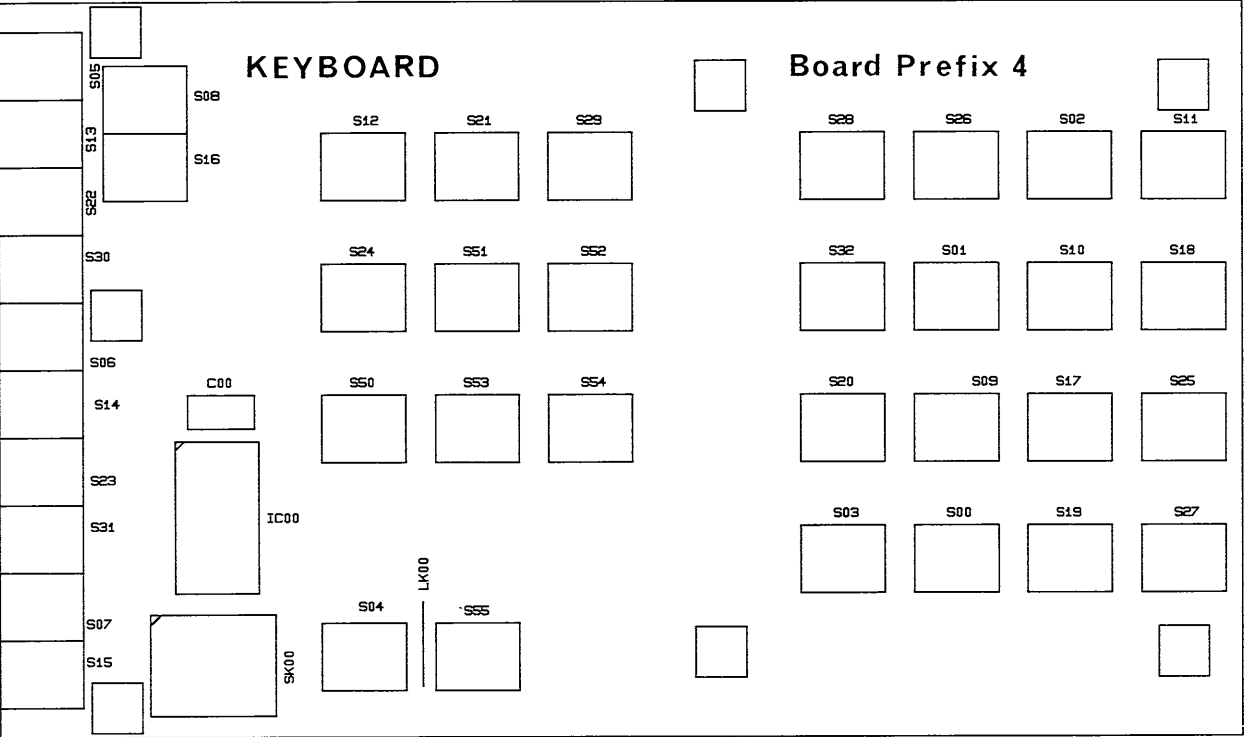 KEYBOARD
Board Prefix 4
S05
S08
S12
S21
S29
S28
S26
S02
S11
S13
S16
S22
S30
S24
S51
S52
S32
S01
S10
S18
S06
C00
S50
S53
S54
S20
S09
S17
S25
S14
S23
S31
IC00
S03
S00
S19
S27
LK00
S04
S55
S07
S15
SK00